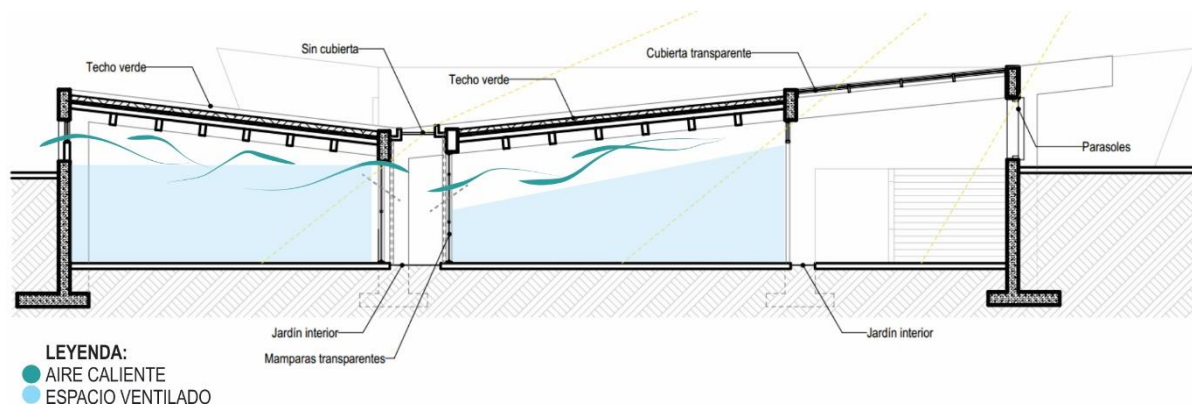 Sin cubierta
Cubierta transparente
Techo verde
Techo verde
Parasoles
Jardín interior
Jardín interior
Mamparas transparentes
LEYENDA:
AIRE CALIENTE
ESPACIO VENTILADO